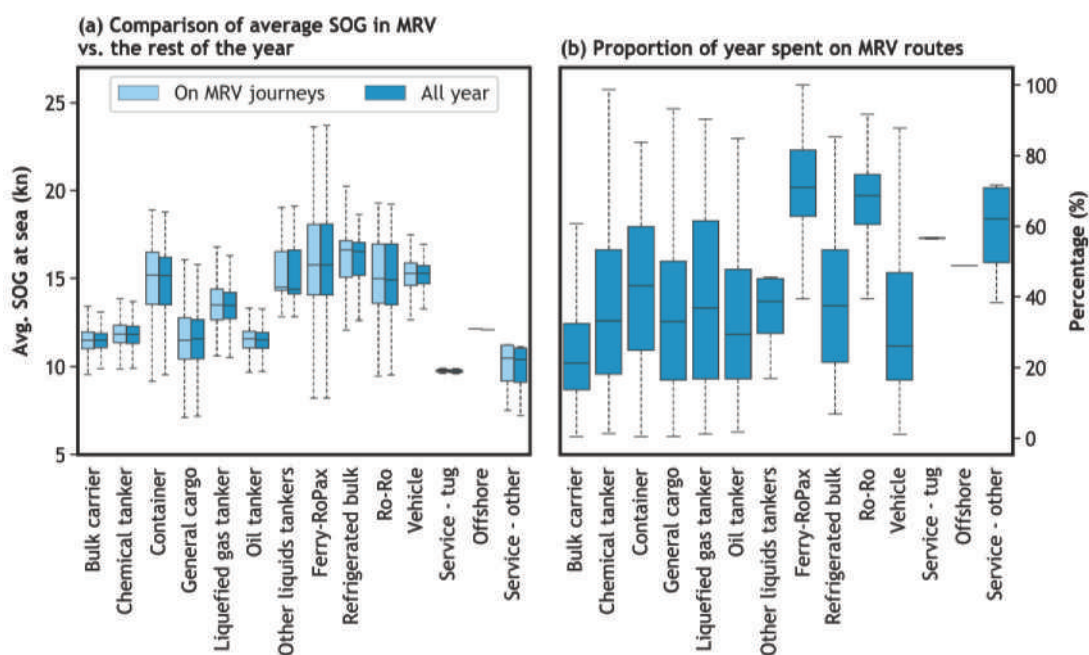 (a) Comparison of average SOG in MRV
vs. the rest of the year
On MRV journeys
All year
Avg. SOG at sea (kn)
25
20
15
10
5
Bulk carrier
Chemical tanker
Container
General cargo
Liquefied gas tanker
Oil tanker
Other liquids tankers
Ferry-RoPax
Refrigerated bulk
Ro-Ro
Vehicle
Service - tug
Offshore
Service - other
(b) Proportion of year spent on MRV routes
100
80
60
40
20
0
Percentage (%)
Bulk carrier
Chemical tanker
Container
General cargo
Liquefied gas tanker
Oil tanker
Other liquids tankers
Ferry-RoPax
Refrigerated bulk
Ro-Ro
Vehicle
Service - tug
Offshore
Service - other